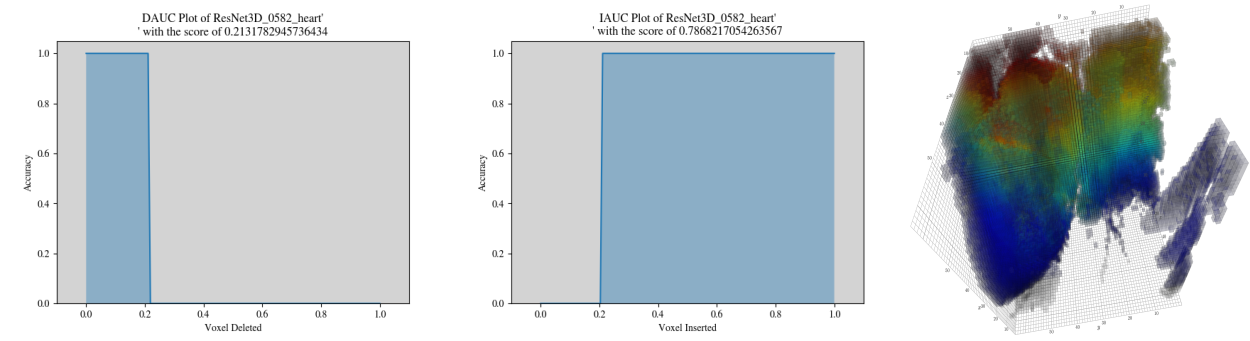 DAUC Plot of ResNet3D_0582_heart'
' with the score of 0.2131782945736434
1.0
0.8
0.6
0.4
0.2
0.0
Accuracy
0.0 0.2 0.4 0.6 0.8 1.0
Voxel Deleted
IAUC Plot of ResNet3D_0582_heart'
' with the score of 0.7868217054263567
1.0
0.8
0.6
0.4
0.2
0.0
Accuracy
0.0 0.2 0.4 0.6 0.8 1.0
Voxel Inserted